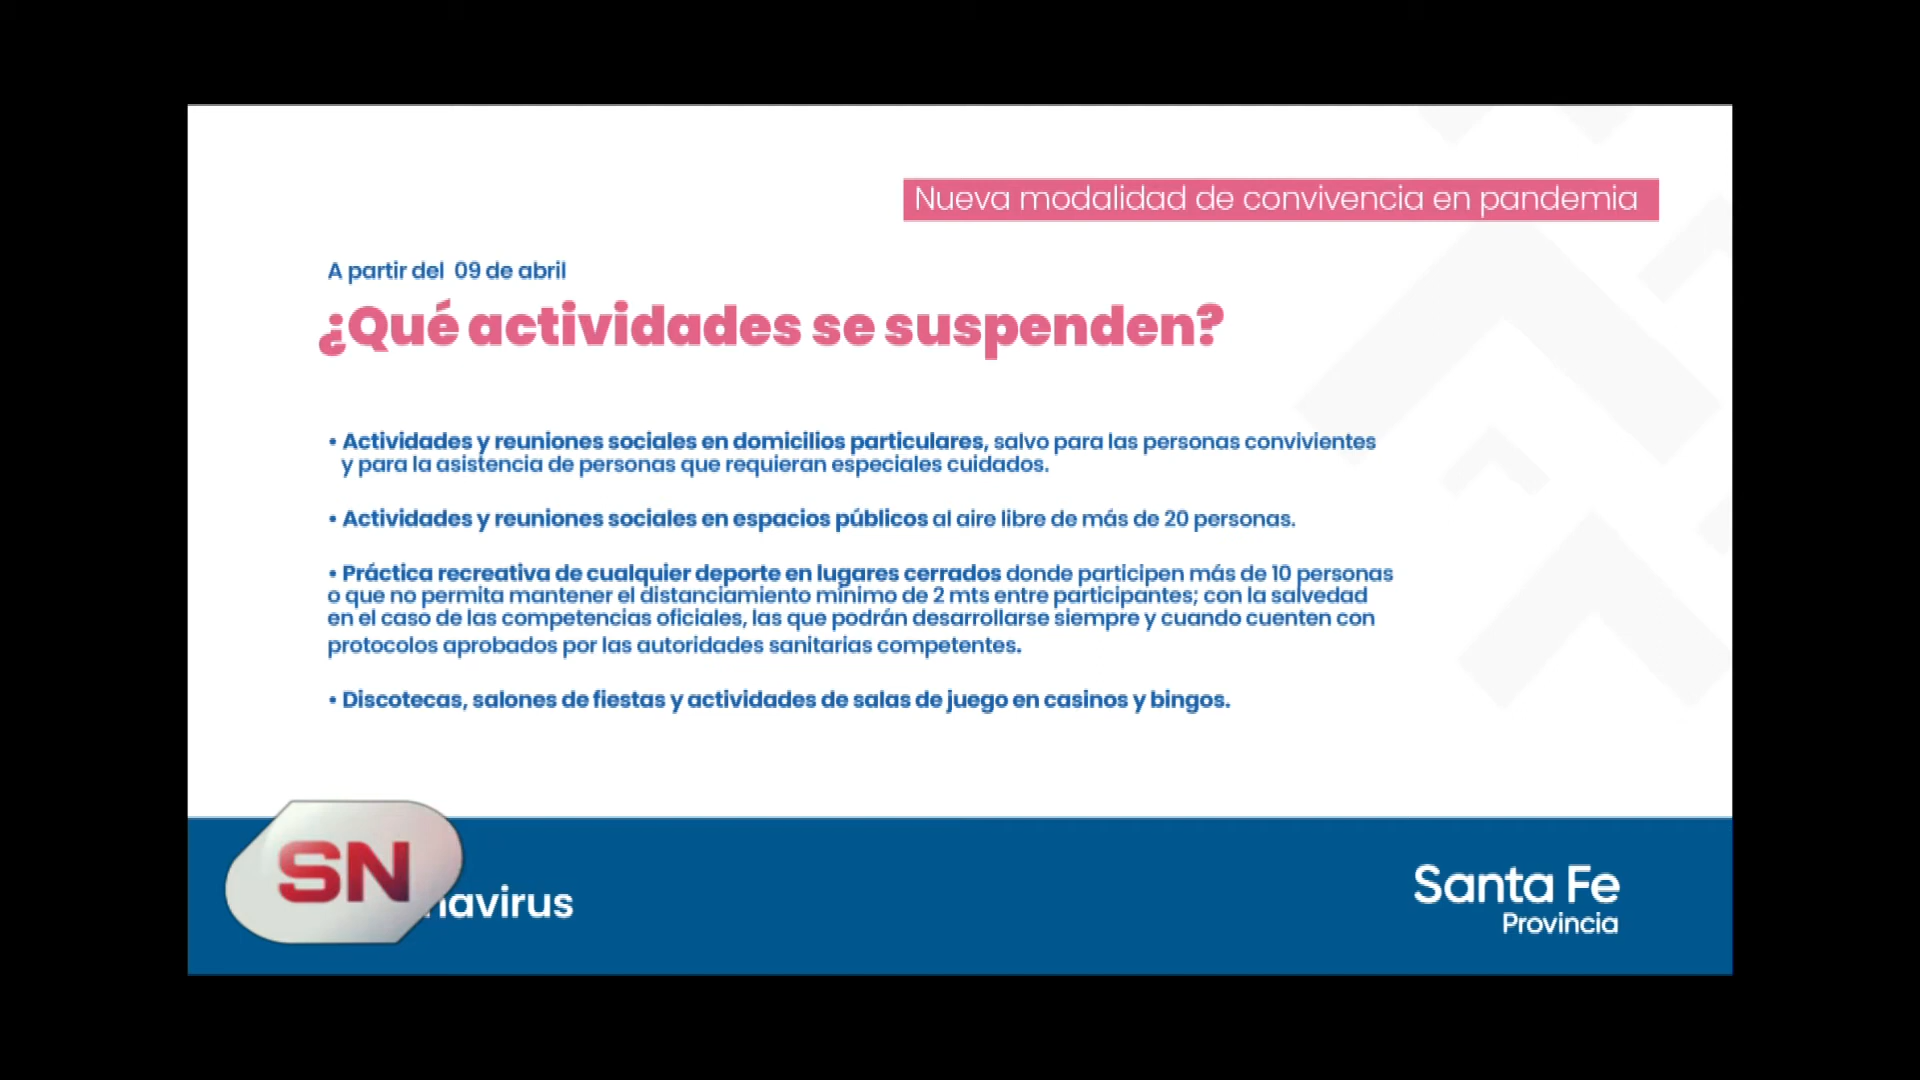 Nueva modalidad de convivencia en pandemia
A partir del 09 de abril
¿Qué actividades se suspenden?
• Actividades y reuniones sociales en domicilios particulares, salvo para las personas convivientes
y para la asistencia de personas que requieran especiales cuidados.
• Actividades y reuniones sociales en espacios públicos al aire libre de más de 20 personas.
• Práctica recreativa de cualquier deporte en lugares cerrados donde participen más de 10 personas
o que no permita mantener el distanciamiento mínimo de 2 mts entre participantes; con la salvedad
en el caso de las competencias oficiales, las que podrán desarrollarse siempre y cuando cuenten con
protocolos aprobados por las autoridades sanitarias competentes.
• Discotecas, salones de fiestas y actividades de salas de juego en casinos y bingos.
SN
Santa Fe
Provincia